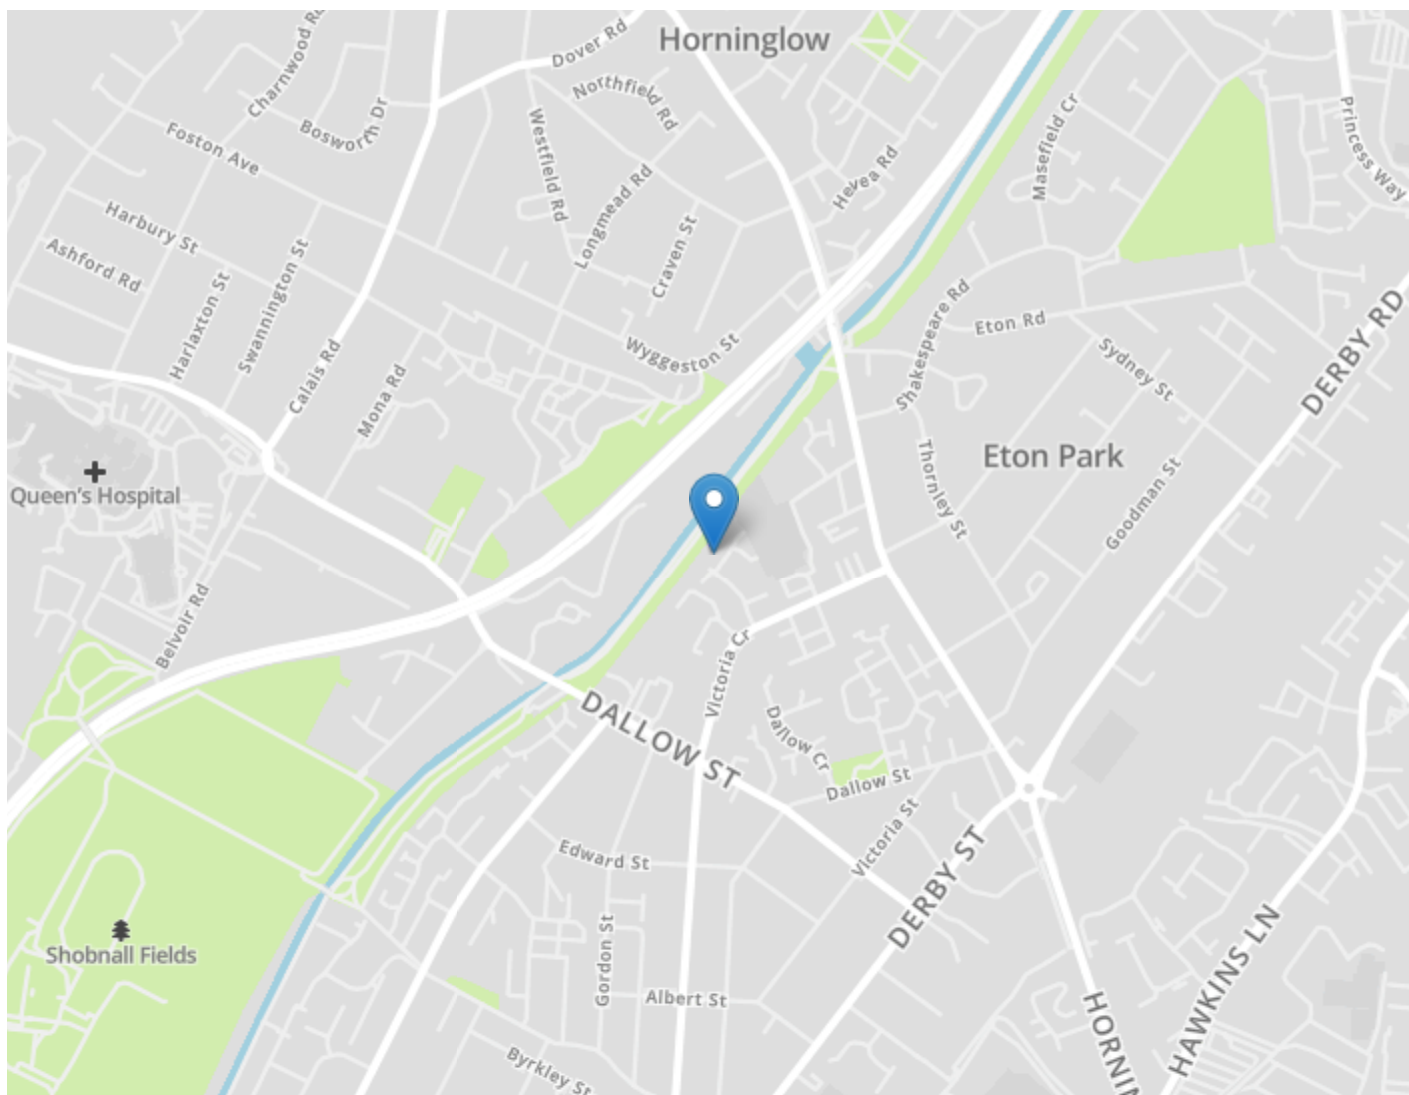 Horninglow
Dover Rd
Charnwood Rd
Northfield Rd
Bosworth Dr
Foston Ave
Westfield Rd
Masefield Cr
Princess Way
Hevea Rd
Longmead Rd
Harbury St
Ashford Rd
Craven St
Swannington St
Harlaxton St
Shakespeare Rd
Eton Rd
DERBY RD
Wyggeston St
Sydney St
Calais Rd
Mona Rd
Eton Park
Thornley St
Goodman St
Queen's Hospital
Belvoir Rd
Victoria Cr
DALLOW ST
Dallow Cr
Dallow St
Victoria St
Edward St
DERBY ST
Gordon St
Shobnall Fields
Albert St
HAWKINS LN
HORNIN
Byrkley St